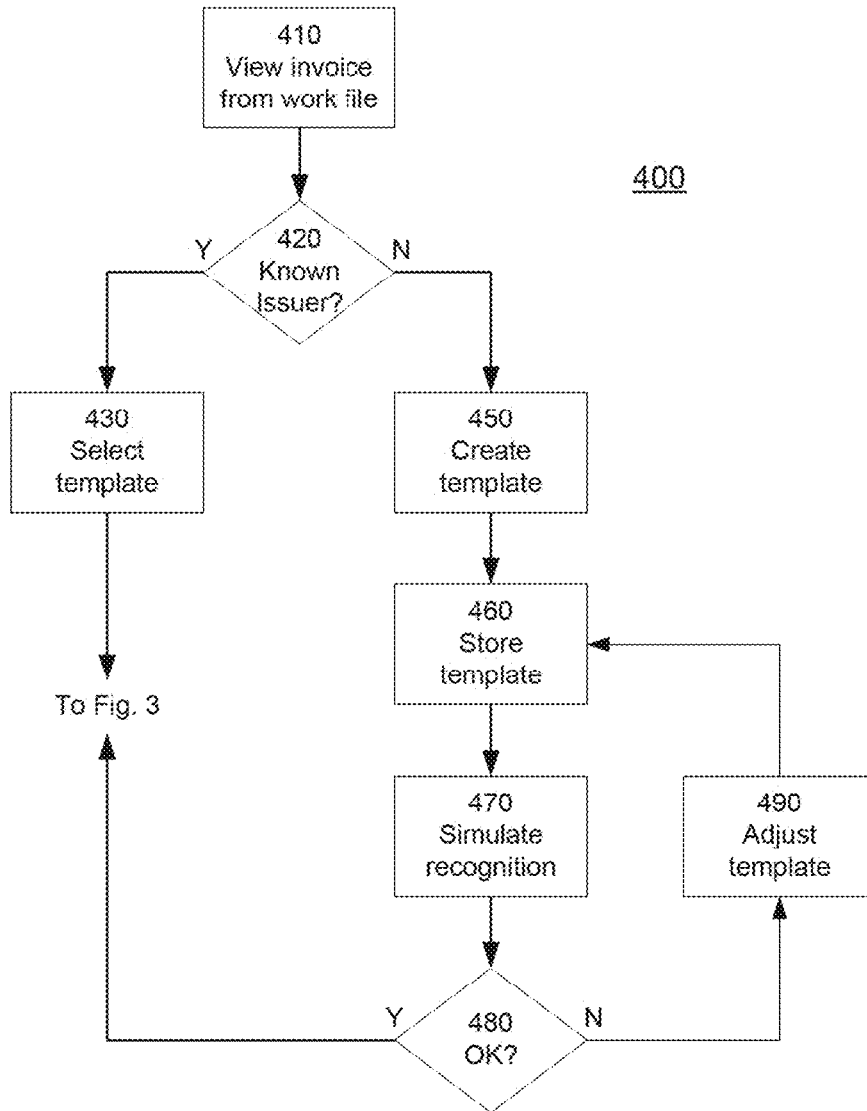 410
View invoice
from work file
400
Y
420
N
Known
Issuer?
430
Select
template
450
Create
template
460
Store
template
To Fig. 3
470
Simulate
recognition
490
Adjust
template
Y
480
N
OK?